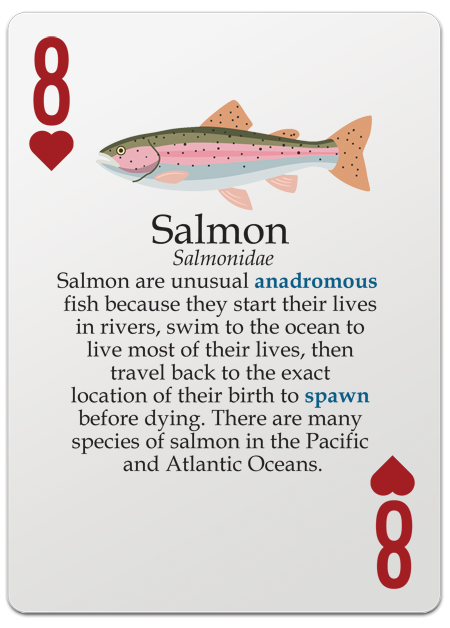 8
Salmon
Salmonidae
Salmon are unusual anadromous
fish because they start their lives
in rivers, swim to the ocean to
live most of their lives, then
travel back to the exact
location of their birth to spawn
before dying. There are many
species of salmon in the Pacific
and Atlantic Oceans.
8